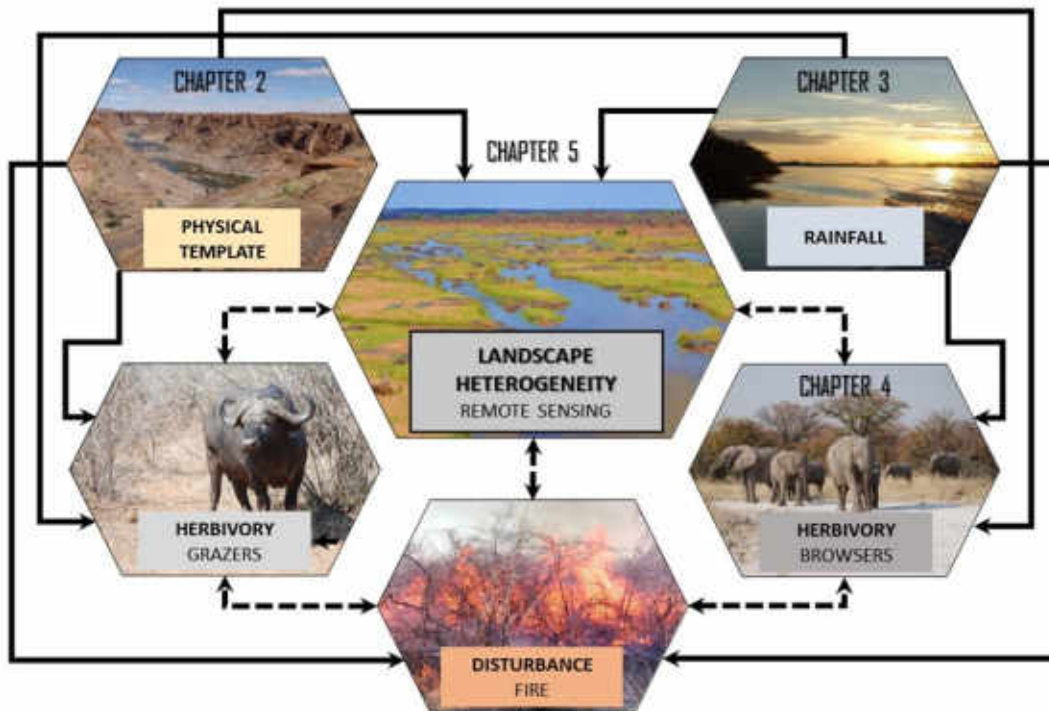 CHAPTER 2
CHAPTER 3
CHAPTER 5
PHYSICAL
TEMPLATE
RAINFALL
LANDSCAPE
HETEROGENEITY
REMOTE SENSING
CHAPTER 4
HERBIVORY
GRAZERS
HERBIVORY
BROWSERS
DISTURBANCE
FIRE